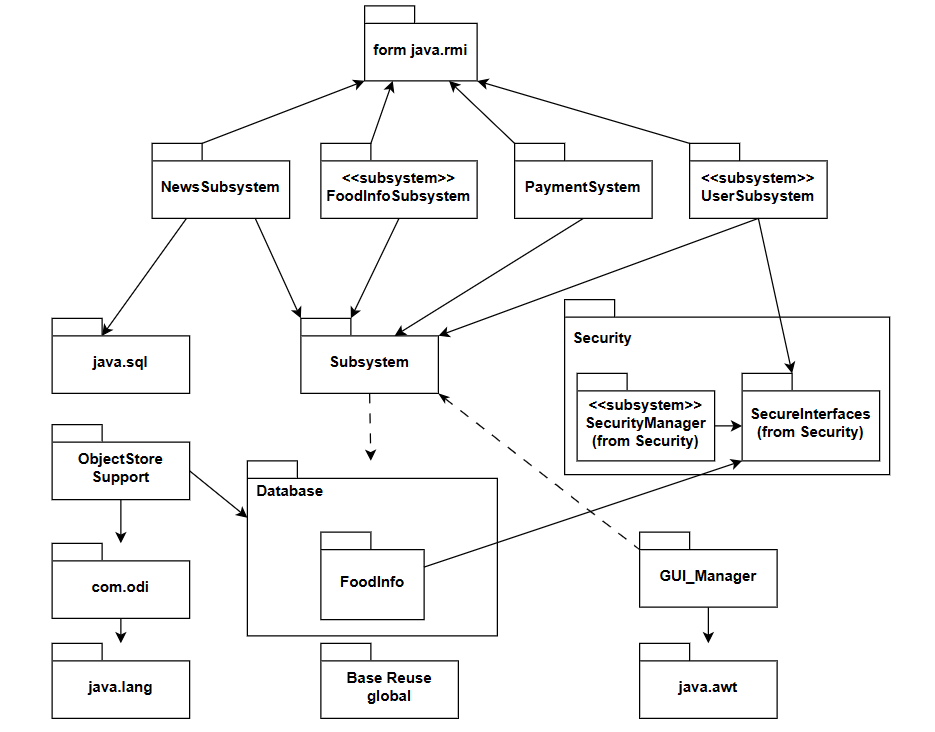 form java.rmi
NewsSubsystem
<<subsystem>>
FoodInfoSubsystem
PaymentSystem
<<subsystem>>
UserSubsystem
java.sql
Subsystem
Security
<<subsystem>>
SecurityManager
(from Security)
SecureInterfaces
(from Security)
ObjectStore
Support
Database
FoodInfo
com.odi
GUI_Manager
java.lang
Base Reuse
global
java.awt